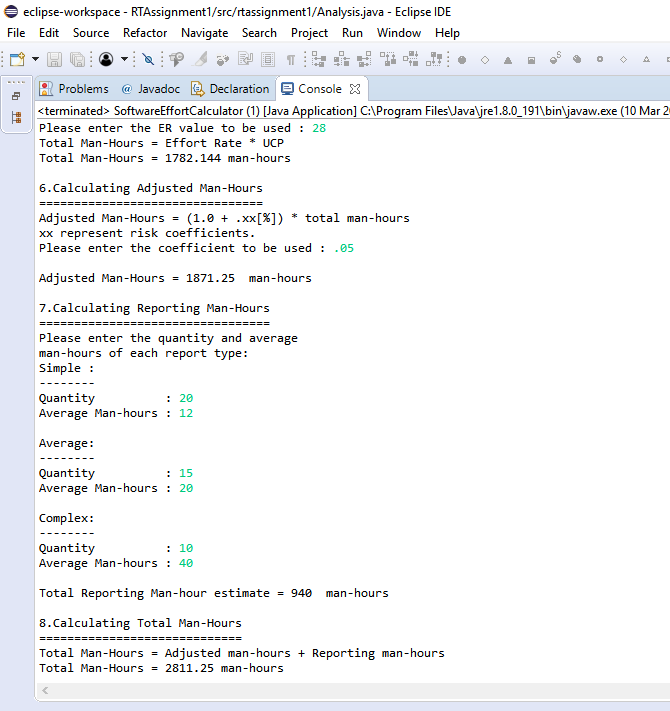 eclipse-workspace - RTAssignment1/src/rtassignment1/Analysis.java - Eclipse IDE
File Edit Source Refactor Navigate Search Project Run Window Help
Problems @ Javadoc Declaration Console
<terminated> SoftwareEffortCalculator (1) [Java Application] C:\Program Files\Java\jre1.8.0_191\bin\javaw.exe (10 Mar 2
Please enter the ER value to be used : 28
Total Man-Hours = Effort Rate * UCP
Total Man-Hours = 1782.144 man-hours
6.Calculating Adjusted Man-Hours
================================
Adjusted Man-Hours = (1.0 + .xx[%]) * total man-hours
xx represent risk coefficients.
Please enter the coefficient to be used : .05
Adjusted Man-Hours = 1871.25  man-hours
7.Calculating Reporting Man-Hours
=================================
Please enter the quantity and average
man-hours of each report type:
Simple :
--------
Quantity          : 20
Average Man-hours : 12
Average:
--------
Quantity          : 15
Average Man-hours : 20
Complex:
--------
Quantity          : 10
Average Man-hours : 40
Total Reporting Man-hour estimate = 940  man-hours
8.Calculating Total Man-Hours
=============================
Total Man-Hours = Adjusted man-hours + Reporting man-hours
Total Man-Hours = 2811.25 man-hours